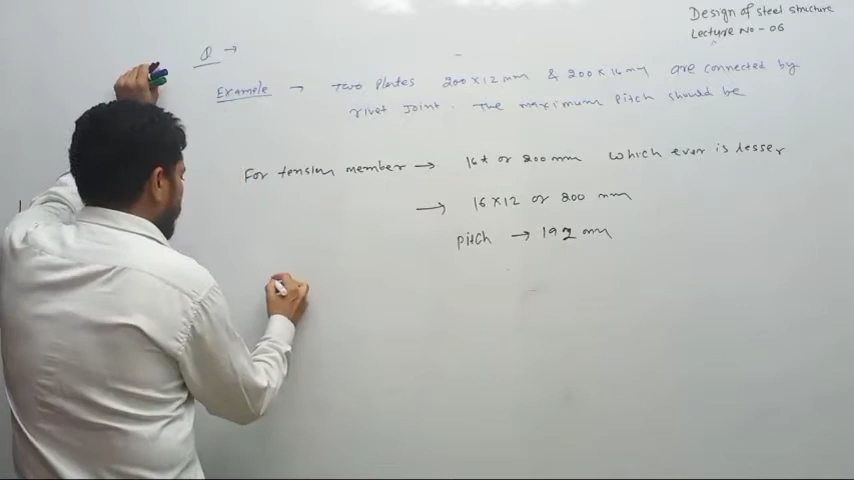 Design of steel structure
Lecture No - 06
Q →
Example → Two Plates 200 x 12 mm & 200 x 16 mm are connected by
rivet Joint. The maximum Pitch should be
For tension member → 16t or 200 mm which ever is lesser
→ 16 x 12 or 200 mm
Pitch → 192 mm